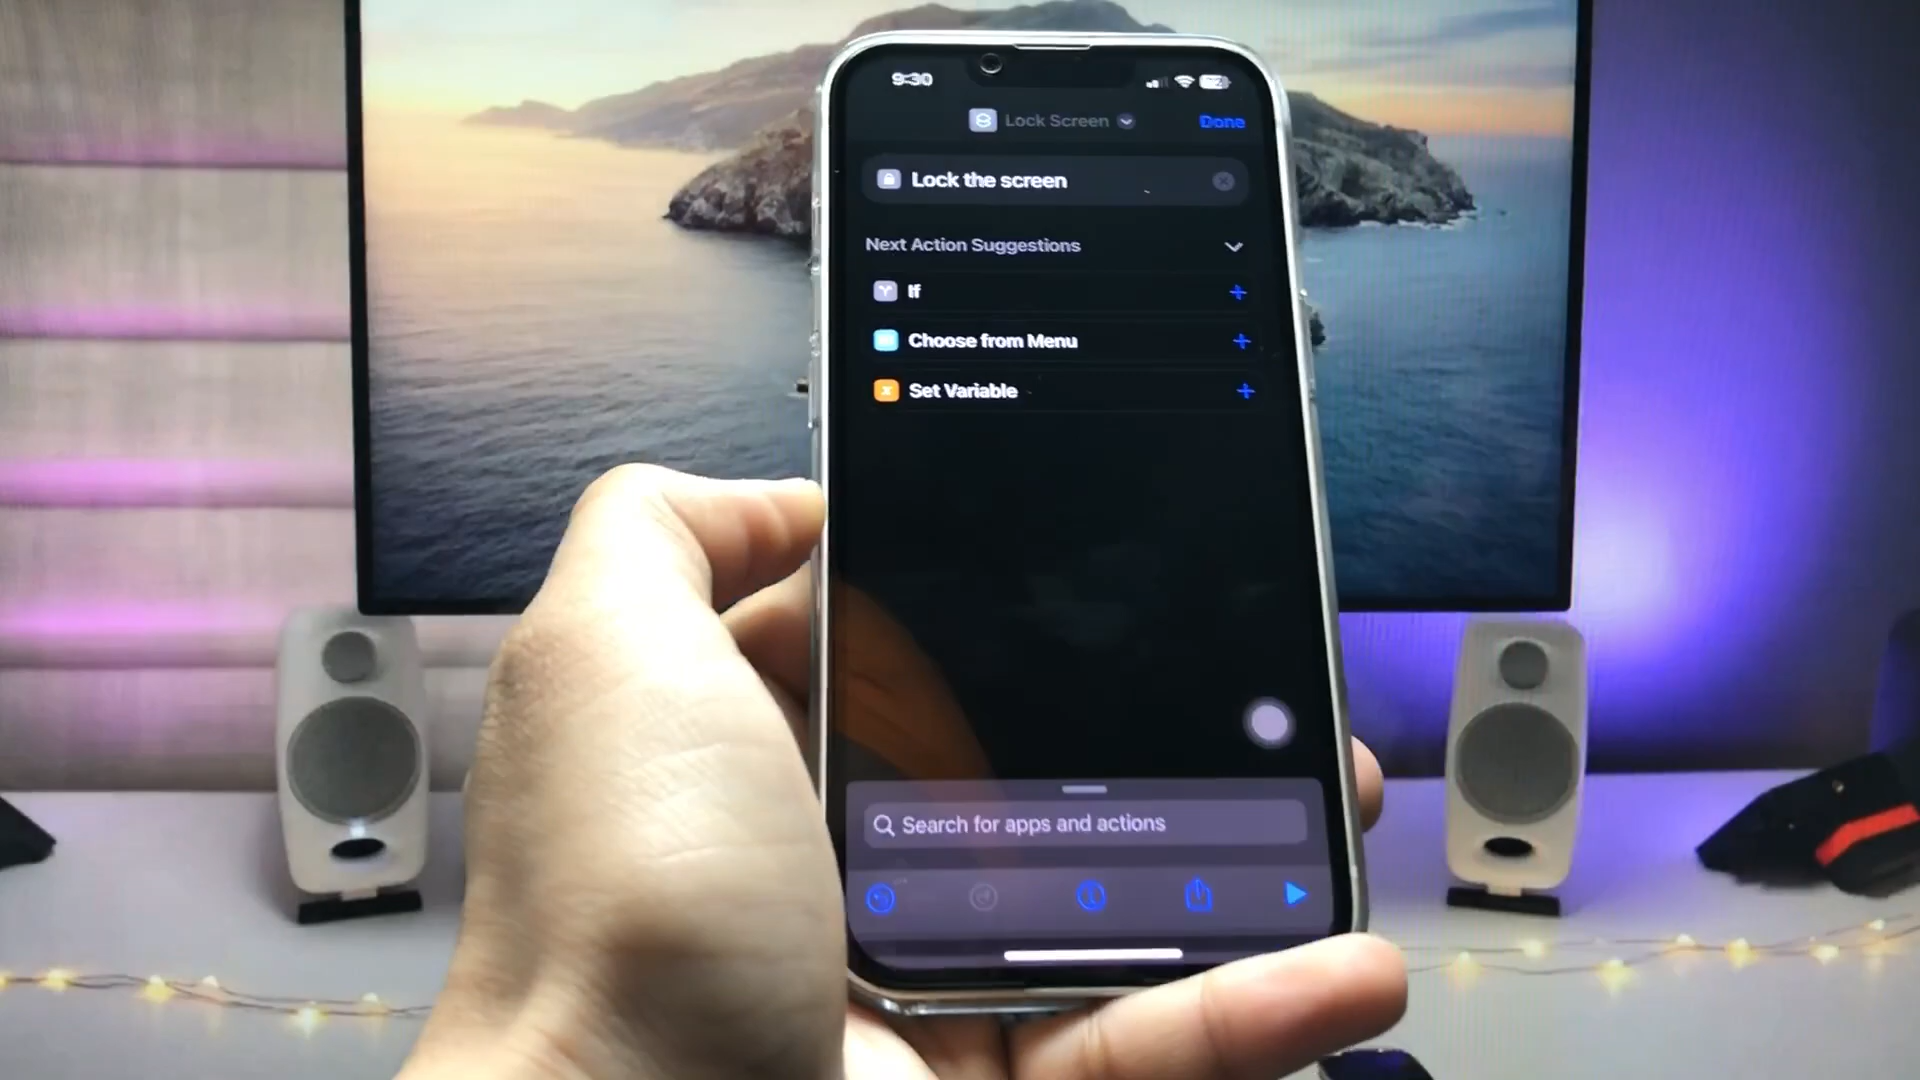 9:30
Lock Screen
Done
Lock the screen
Next Action Suggestions
If
Choose from Menu
Set Variable
Search for apps and actions